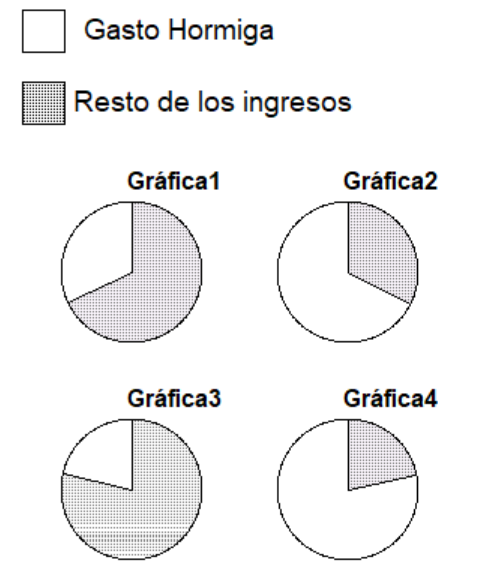 Gasto Hormiga
Resto de los ingresos
Gráfica1
Gráfica2
Gráfica3
Gráfica4